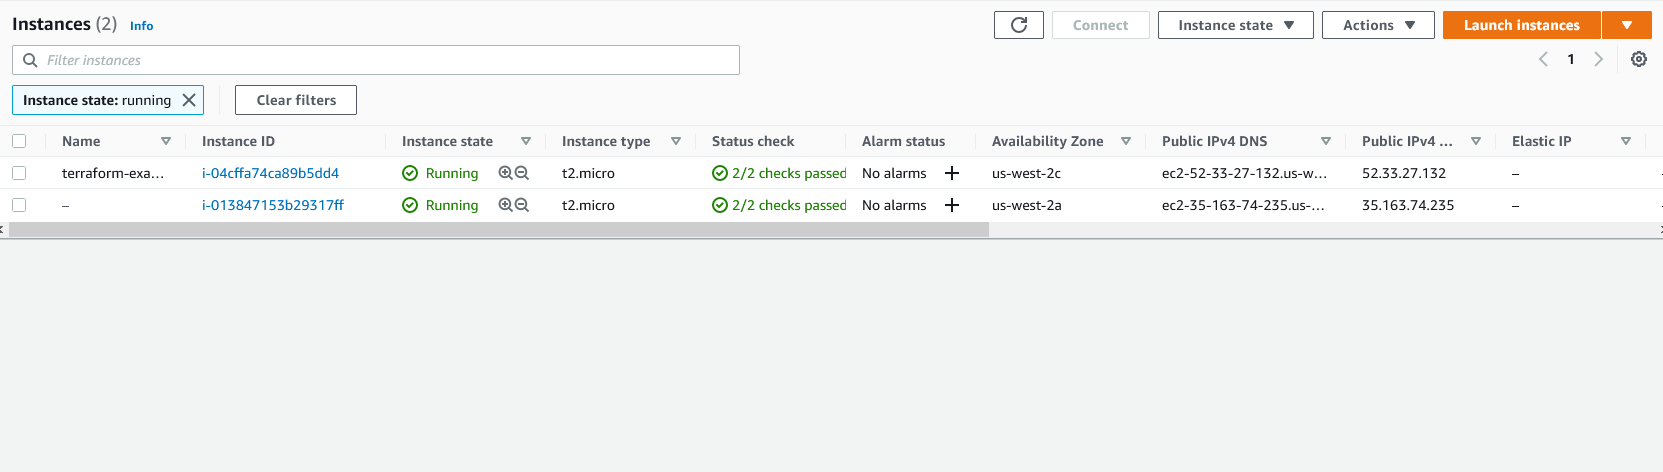 Instances (2) Info
Connect Instance state Actions Launch instances
Filter instances
1
Instance state: running Clear filters
Name Instance ID Instance state Instance type Status check Alarm status Availability Zone Public IPv4 DNS Public IPv4 ... Elastic IP
terraform-exa... i-04cffa74ca89b5dd4 Running t2.micro 2/2 checks passed No alarms us-west-2c ec2-52-33-27-132.us-w... 52.33.27.132 –
– i-013847153b29317ff Running t2.micro 2/2 checks passed No alarms us-west-2a ec2-35-163-74-235.us-... 35.163.74.235 –